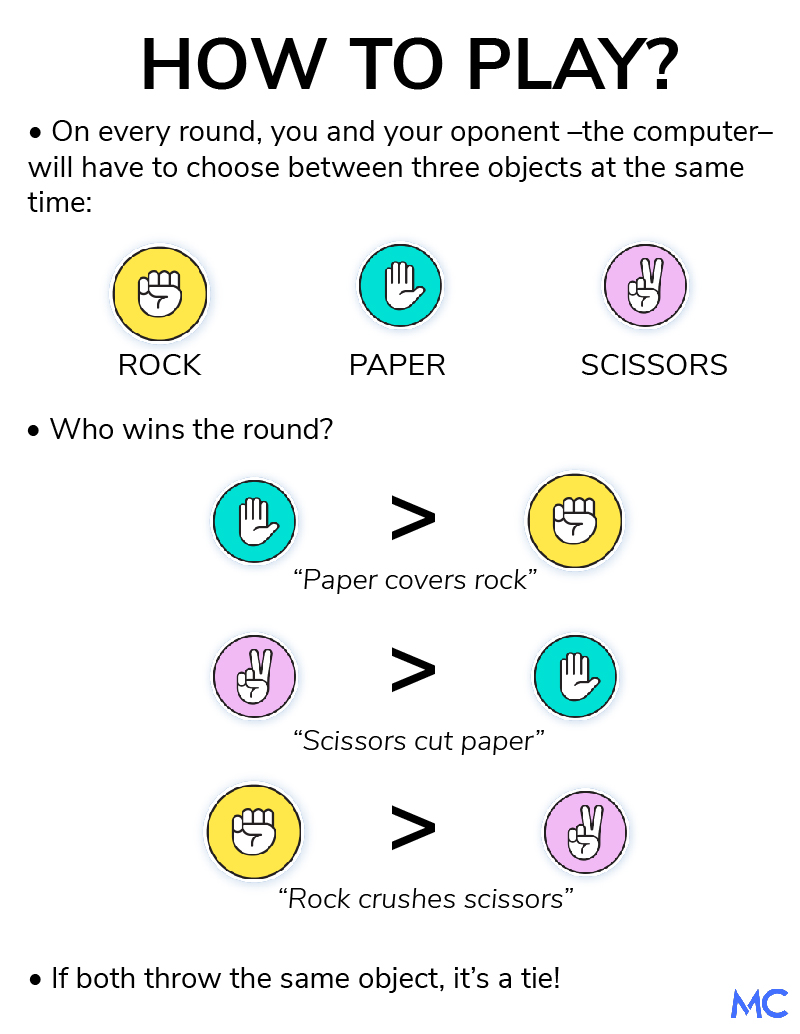 HOW TO PLAY?
• On every round, you and your oponent –the computer–
will have to choose between three objects at the same
time:
ROCK PAPER SCISSORS
• Who wins the round?
>
“Paper covers rock”
>
“Scissors cut paper”
>
“Rock crushes scissors”
• If both throw the same object, it’s a tie!
MC